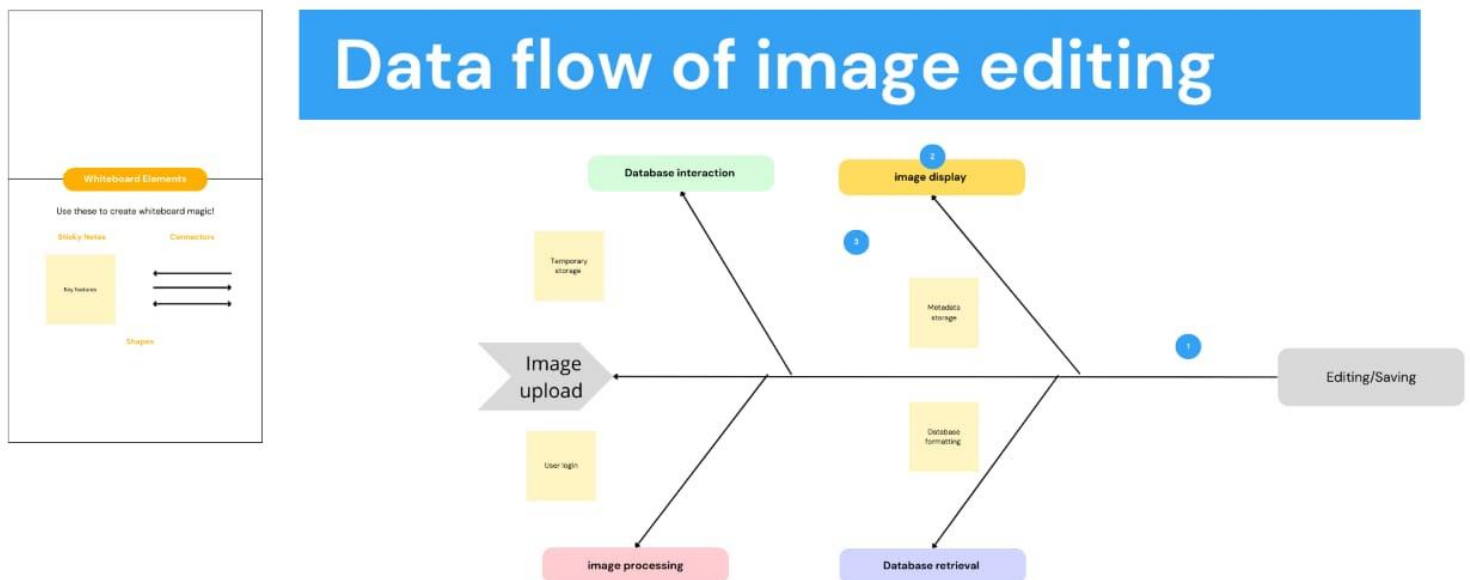 Data flow of image editing
Whiteboard Elements
Use these to create whiteboard magic!
Sticky Notes
Connectors
Key features
Shapes
Database interaction
2
image display
3
Temporary
storage
Metadata
storage
1
Image
upload
Editing/Saving
Database
formatting
User login
image processing
Database retrieval